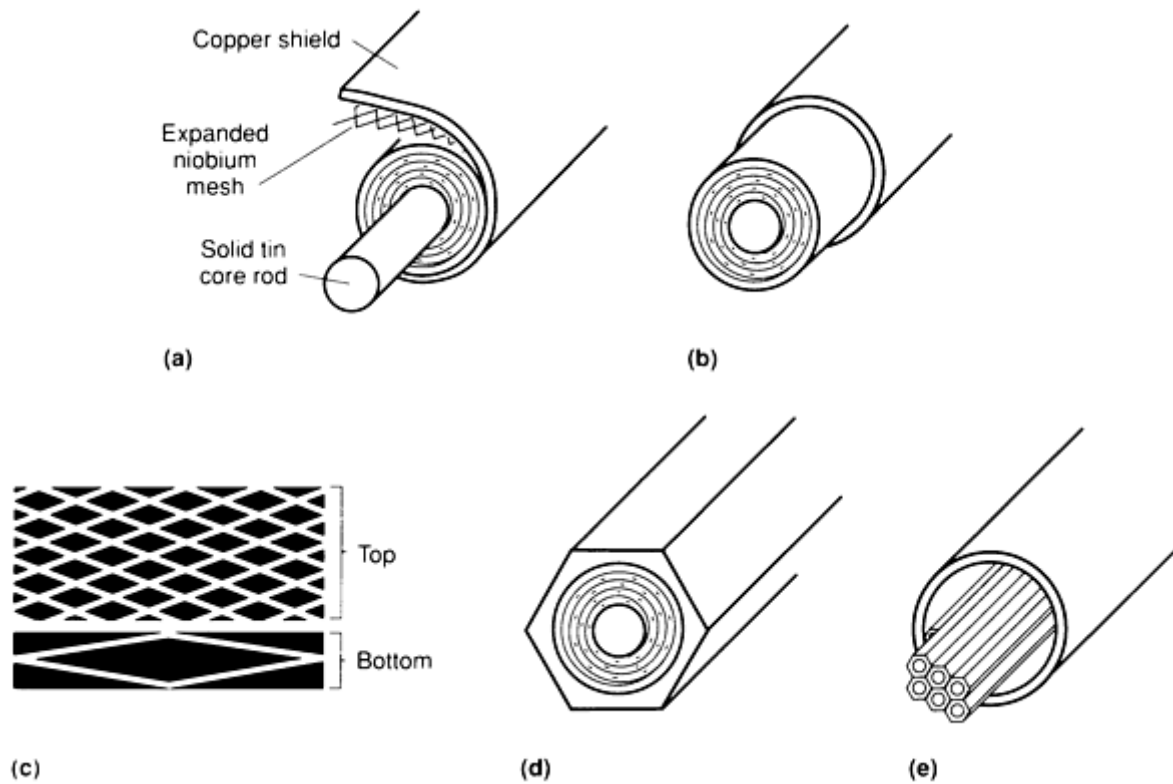 Copper shield
Expanded
niobium
mesh
Solid tin
core rod
(a)
(b)
Top
Bottom
(c)
(d)
(e)